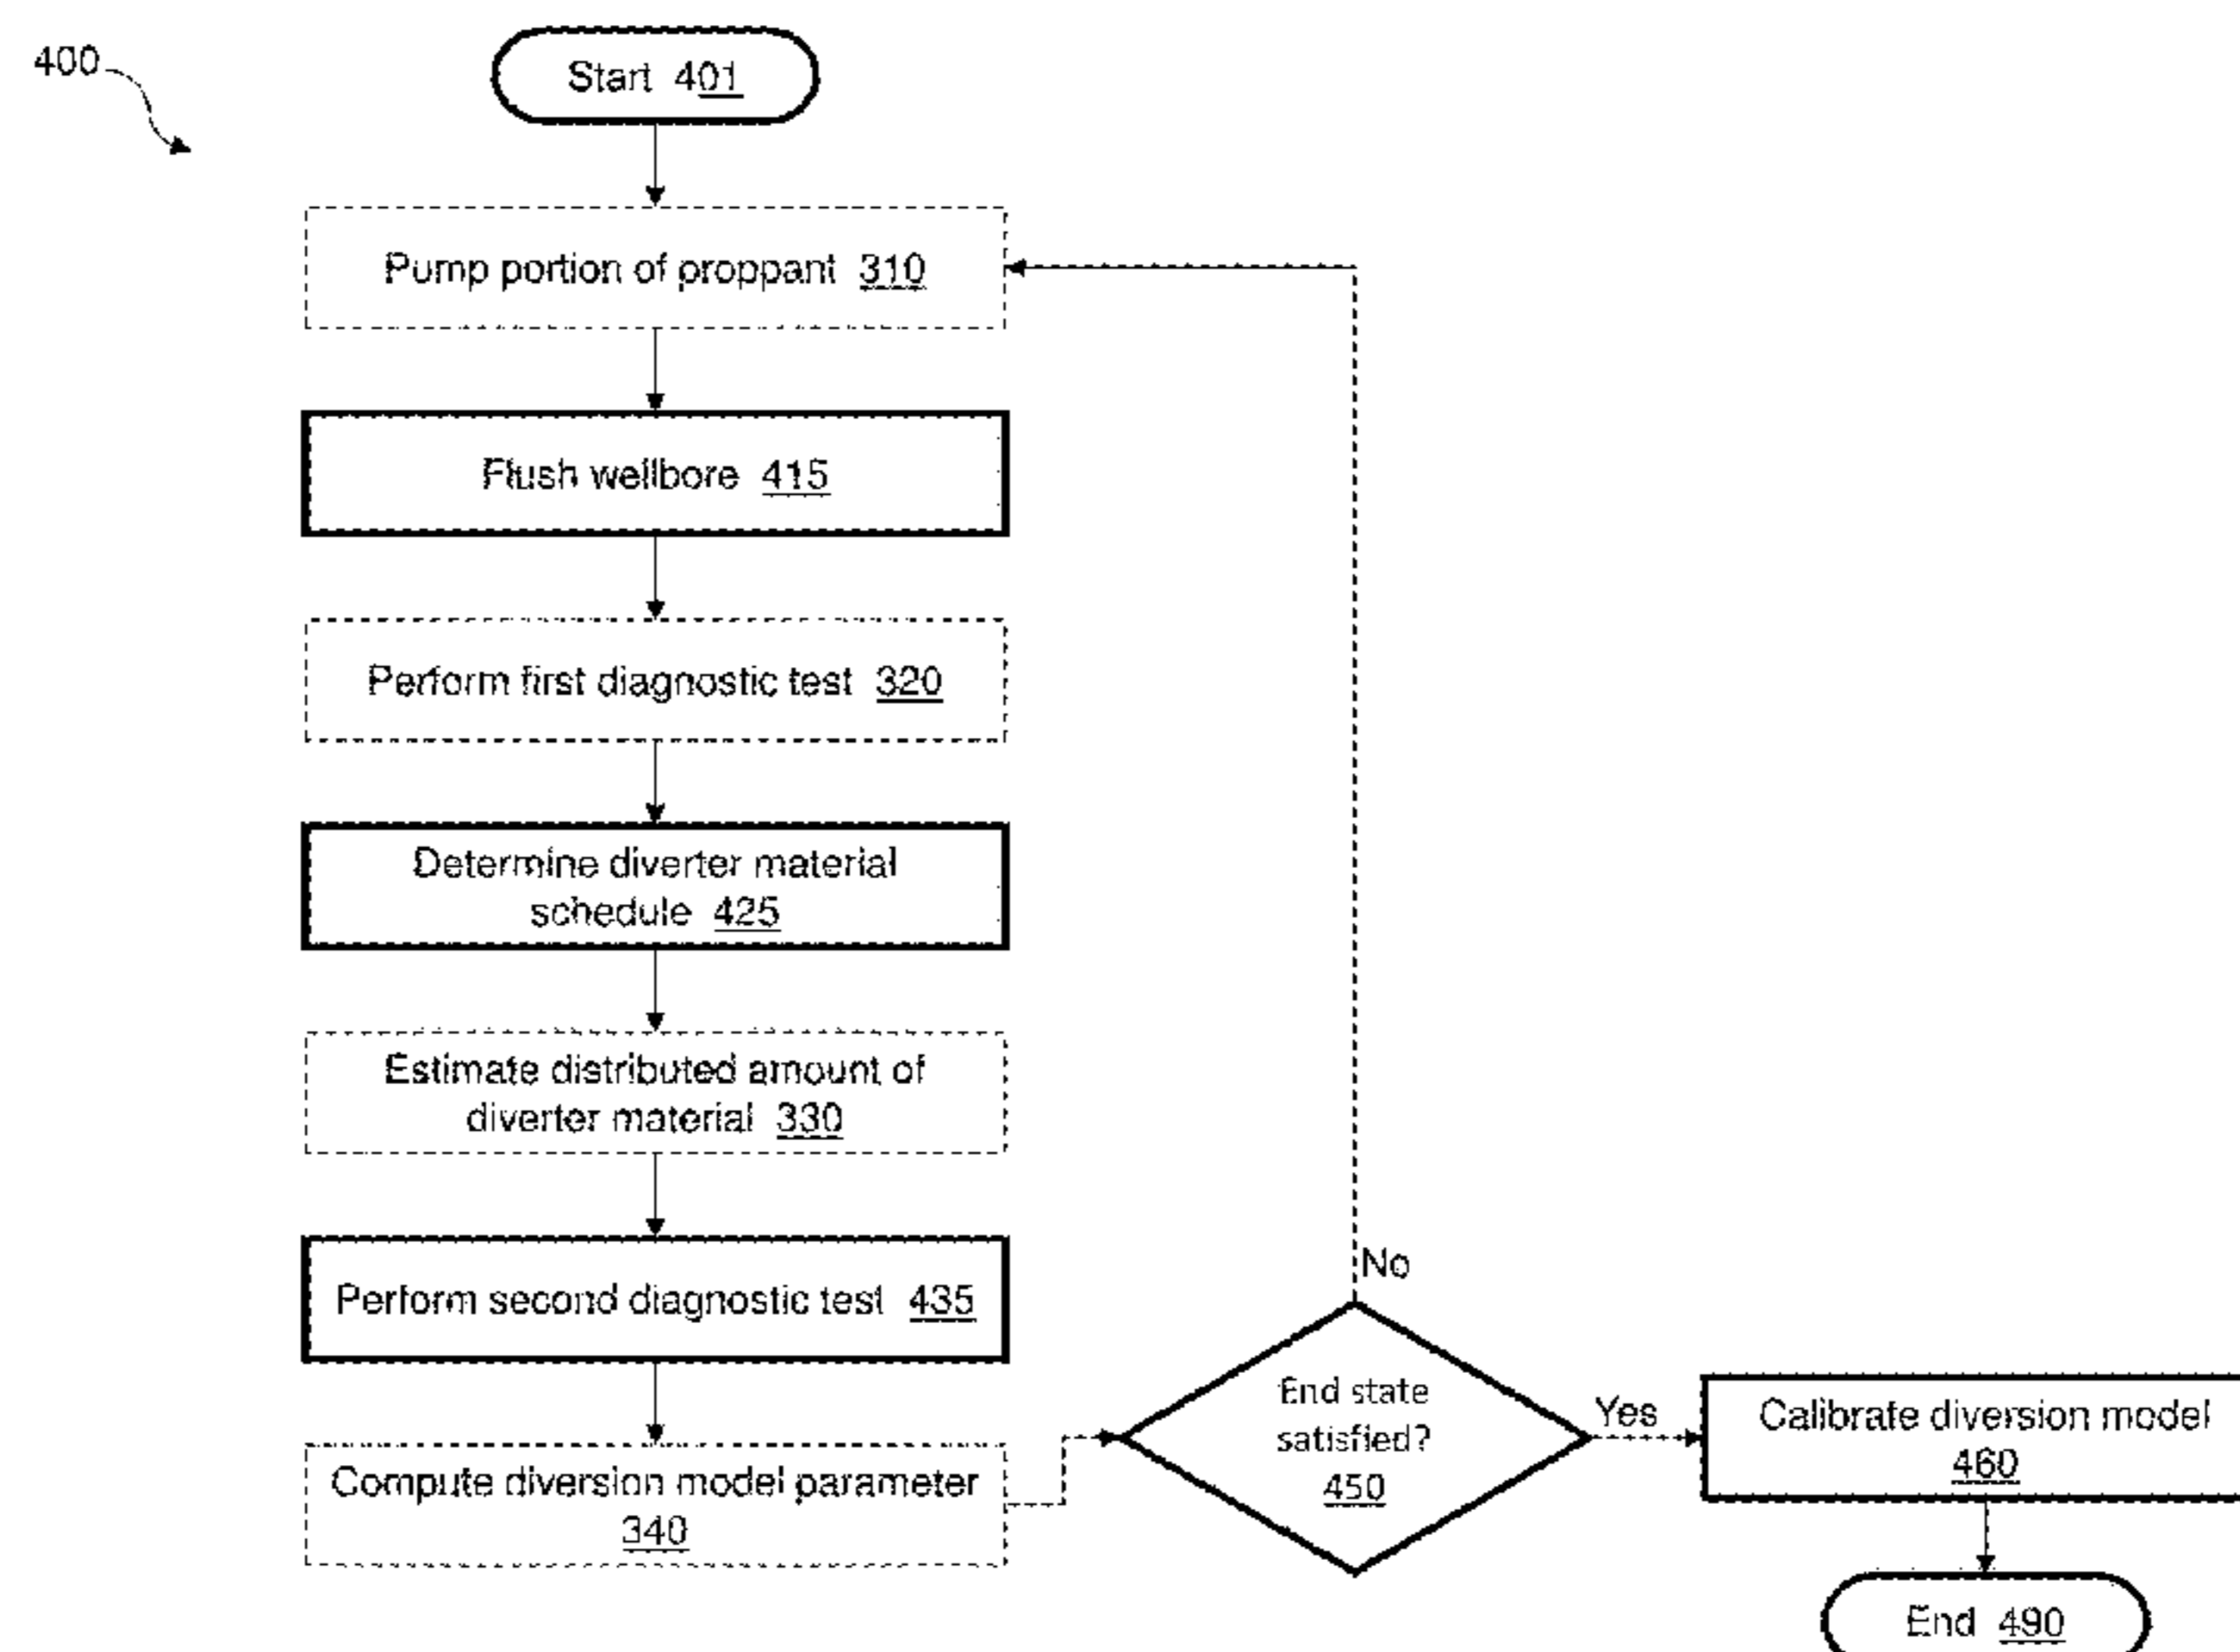 400
Start 401
Pump portion of proppant 310
Flush wellbore 415
Perform first diagnostic test 320
Determine diverter material
schedule 425
Estimate distributed amount of
diverter material 330
Perform second diagnostic test 435
Compute diversion model parameter
340
No
End state
satisfied?
450
Yes
Calibrate diversion model
460
End 490